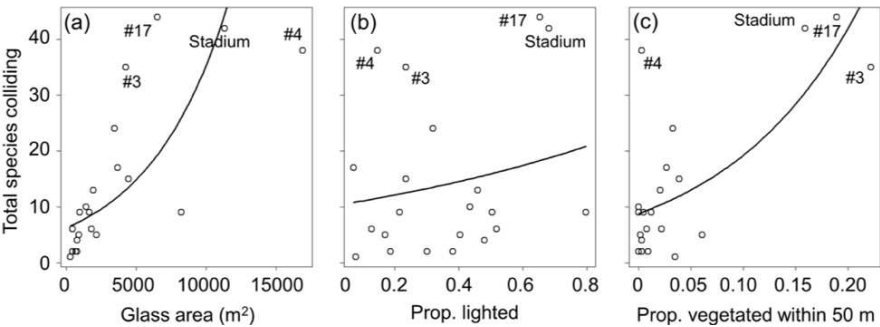 Total species colliding
0
10
20
30
40
(a)
#17
Stadium
#4
#3
0 5000 10000 15000
Glass area (m²)
(b)
#17
Stadium
#4
#3
0.2 0.4 0.6 0.8
Prop. lighted
(c)
Stadium
#17
#4
#3
0 0.05 0.10 0.15 0.20
Prop. vegetated within 50 m